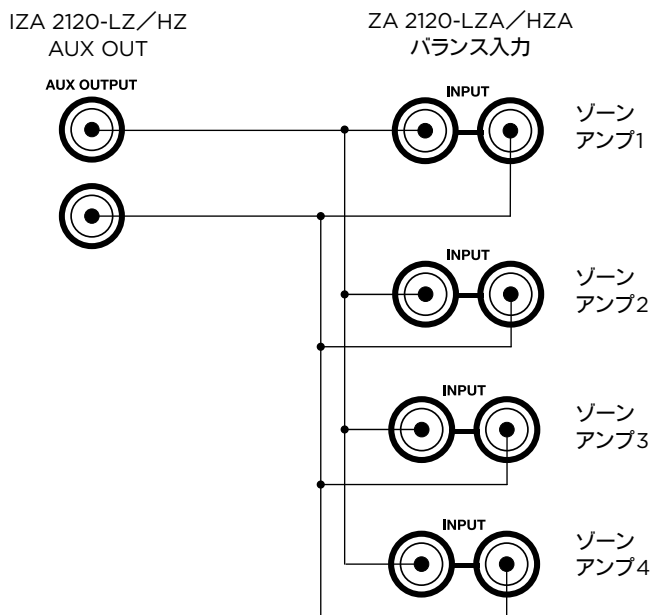 IZA 2120-LZ／HZ
AUX OUT
ZA 2120-LZA／HZA
バランス入力
AUX OUTPUT
INPUT
ゾーン
アンプ1
INPUT
ゾーン
アンプ2
INPUT
ゾーン
アンプ3
INPUT
ゾーン
アンプ4